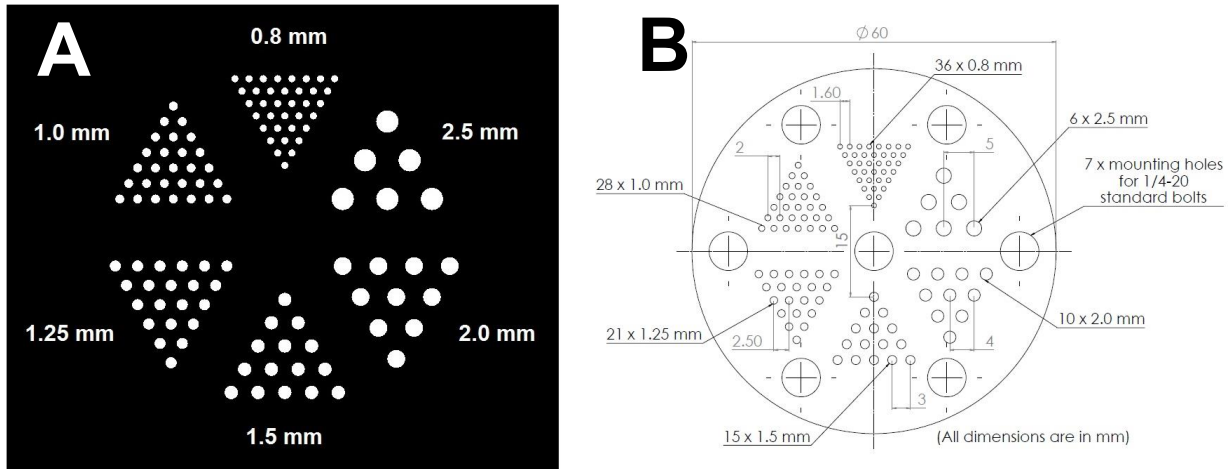 A
0.8 mm
1.0 mm
2.5 mm
1.25 mm
2.0 mm
1.5 mm
B
Ø60
36 x 0.8 mm
1.60
6 x 2.5 mm
2
5
7 x mounting holes
for 1/4-20
standard bolts
28 x 1.0 mm
15
21 x 1.25 mm
10 x 2.0 mm
2.50
4
3
15 x 1.5 mm
(All dimensions are in mm)